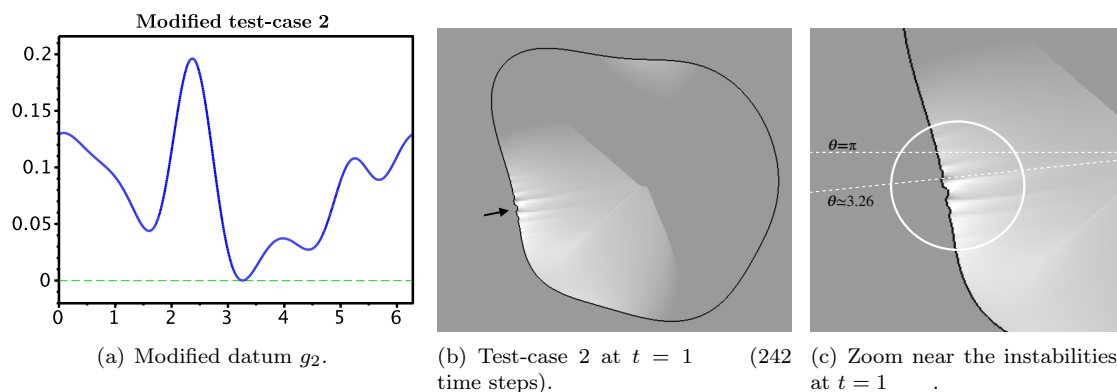 Modified test-case 2
0.2
0.15
0.1
0.05
0
0 1 2 3 4 5 6
θ=π
θ≃3.26
(a) Modified datum g₂.
(b) Test-case 2 at t = 1 (242
time steps).
(c) Zoom near the instabilities
at t = 1 .